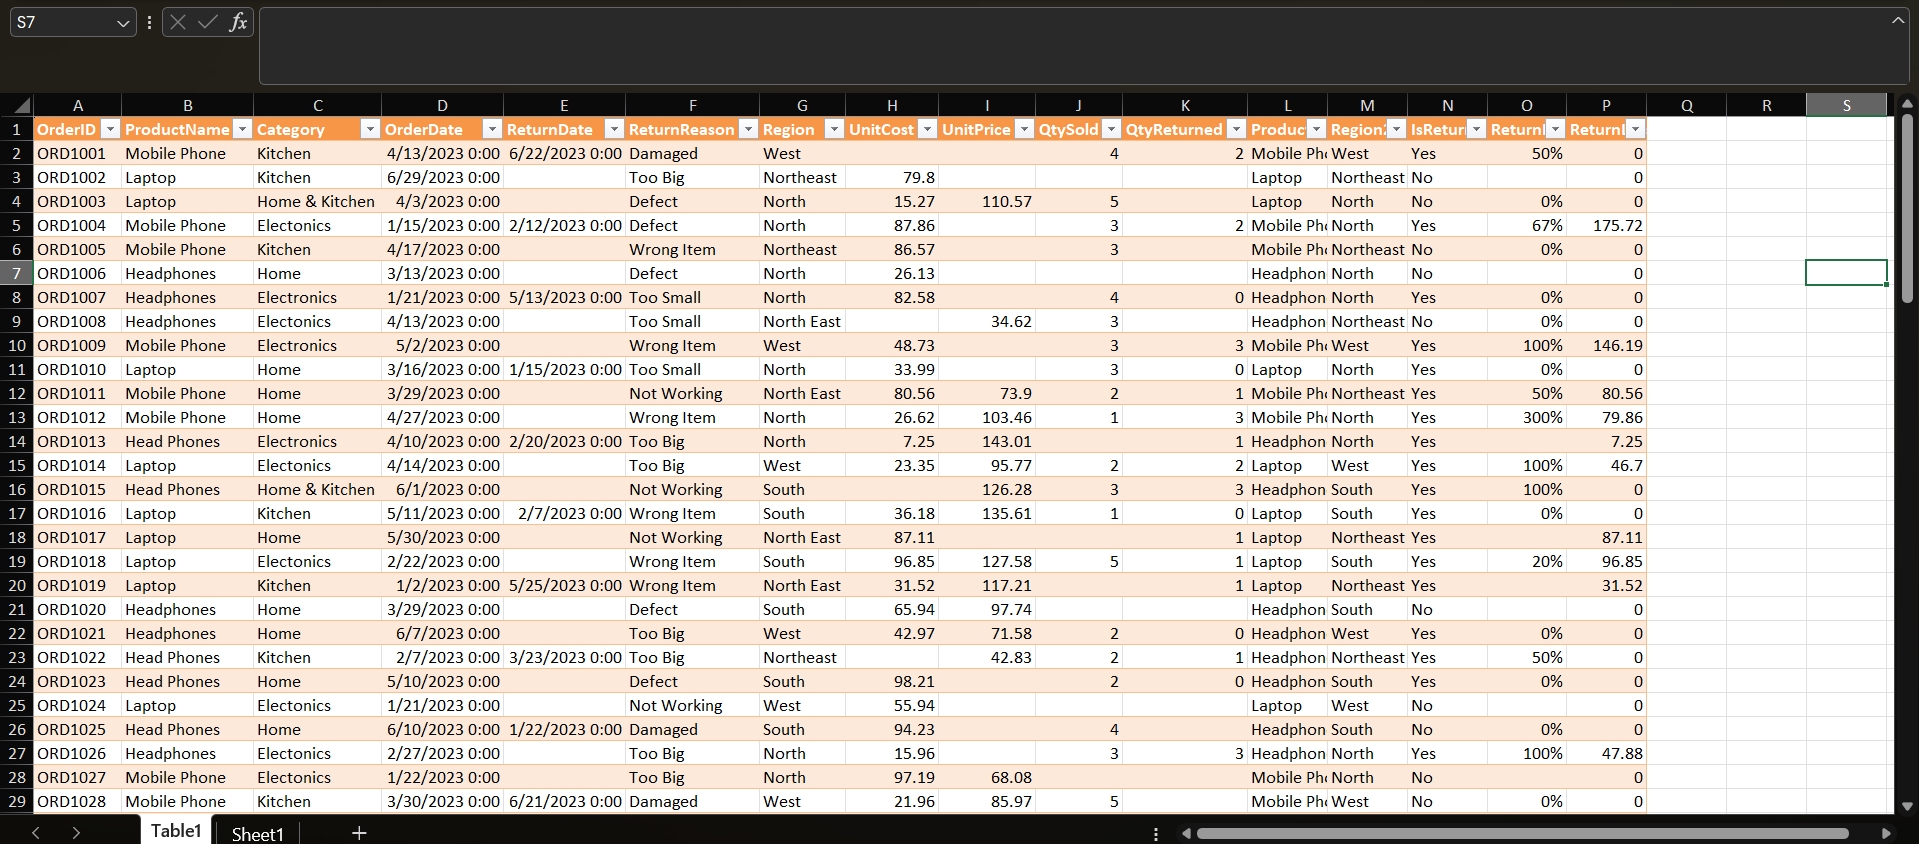 S7
fx
A B C D E F G H I J K L M N O P Q R S
1 OrderID ProductName Category OrderDate ReturnDate ReturnReason Region UnitCost UnitPrice QtySold QtyReturned Produc Region2 IsRetur Return Return
2 ORD1001 Mobile Phone Kitchen 4/13/2023 0:00 6/22/2023 0:00 Damaged West 4 2 Mobile Pho West Yes 50% 0
3 ORD1002 Laptop Kitchen 6/29/2023 0:00 Too Big Northeast 79.8 Laptop Northeast No 0
4 ORD1003 Laptop Home & Kitchen 4/3/2023 0:00 Defect North 15.27 110.57 5 Laptop North No 0% 0
5 ORD1004 Mobile Phone Electonics 1/15/2023 0:00 2/12/2023 0:00 Defect North 87.86 3 2 Mobile Pho North Yes 67% 175.72
6 ORD1005 Mobile Phone Kitchen 4/17/2023 0:00 Wrong Item Northeast 86.57 3 Mobile Pho Northeast No 0% 0
7 ORD1006 Headphones Home 3/13/2023 0:00 Defect North 26.13 Headphon North No 0
8 ORD1007 Headphones Electronics 1/21/2023 0:00 5/13/2023 0:00 Too Small North 82.58 4 0 Headphon North Yes 0% 0
9 ORD1008 Headphones Electonics 4/13/2023 0:00 Too Small North East 34.62 3 Headphon Northeast No 0% 0
10 ORD1009 Mobile Phone Electronics 5/2/2023 0:00 Wrong Item West 48.73 3 3 Mobile Pho West Yes 100% 146.19
11 ORD1010 Laptop Home 3/16/2023 0:00 1/15/2023 0:00 Too Small North 33.99 3 0 Laptop North Yes 0% 0
12 ORD1011 Mobile Phone Home 3/29/2023 0:00 Not Working North East 80.56 73.9 2 1 Mobile Pho Northeast Yes 50% 80.56
13 ORD1012 Mobile Phone Home 4/27/2023 0:00 Wrong Item North 26.62 103.46 1 3 Mobile Pho North Yes 300% 79.86
14 ORD1013 Head Phones Electronics 4/10/2023 0:00 2/20/2023 0:00 Too Big North 7.25 143.01 1 Headphon North Yes 7.25
15 ORD1014 Laptop Electonics 4/14/2023 0:00 Too Big West 23.35 95.77 2 2 Laptop West Yes 100% 46.7
16 ORD1015 Head Phones Home & Kitchen 6/1/2023 0:00 Not Working South 126.28 3 3 Headphon South Yes 100% 0
17 ORD1016 Laptop Kitchen 5/11/2023 0:00 2/7/2023 0:00 Wrong Item South 36.18 135.61 1 0 Laptop South Yes 0% 0
18 ORD1017 Laptop Home 5/30/2023 0:00 Not Working North East 87.11 1 Laptop Northeast Yes 87.11
19 ORD1018 Laptop Electonics 2/22/2023 0:00 Wrong Item South 96.85 127.58 5 1 Laptop South Yes 20% 96.85
20 ORD1019 Laptop Kitchen 1/2/2023 0:00 5/25/2023 0:00 Wrong Item North East 31.52 117.21 1 Laptop Northeast Yes 31.52
21 ORD1020 Headphones Home 3/29/2023 0:00 Defect South 65.94 97.74 Headphon South No 0
22 ORD1021 Headphones Home 6/7/2023 0:00 Too Big West 42.97 71.58 2 0 Headphon West Yes 0% 0
23 ORD1022 Head Phones Kitchen 2/7/2023 0:00 3/23/2023 0:00 Too Big Northeast 42.83 2 1 Headphon Northeast Yes 50% 0
24 ORD1023 Head Phones Home 5/10/2023 0:00 Defect South 98.21 2 0 Headphon South Yes 0% 0
25 ORD1024 Laptop Electonics 1/21/2023 0:00 Not Working West 55.94 Laptop West No 0
26 ORD1025 Head Phones Home 6/10/2023 0:00 1/22/2023 0:00 Damaged South 94.23 4 Headphon South No 0% 0
27 ORD1026 Headphones Electonics 2/27/2023 0:00 Too Big North 15.96 3 3 Headphon North Yes 100% 47.88
28 ORD1027 Mobile Phone Electonics 1/22/2023 0:00 Too Big North 97.19 68.08 Mobile Pho North No 0
29 ORD1028 Mobile Phone Kitchen 3/30/2023 0:00 6/21/2023 0:00 Damaged West 21.96 85.97 5 Mobile Pho West No 0% 0
Table1 Sheet1